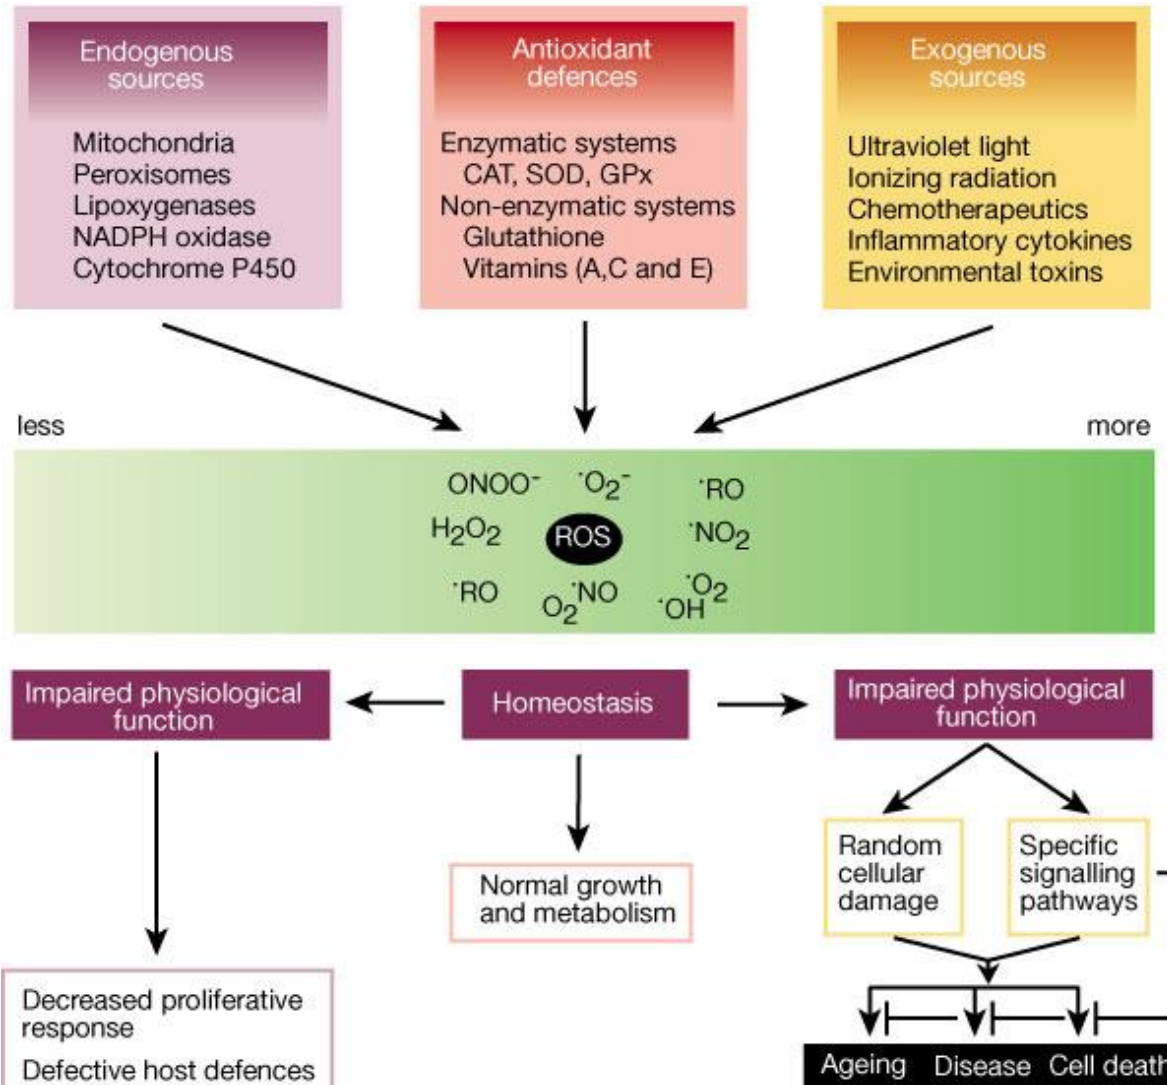 Endogenous
sources
Mitochondria
Peroxisomes
Lipoxygenases
NADPH oxidase
Cytochrome P450
Antioxidant
defences
Enzymatic systems
CAT, SOD, GPx
Non-enzymatic systems
Glutathione
Vitamins (A,C and E)
Exogenous
sources
Ultraviolet light
Ionizing radiation
Chemotherapeutics
Inflammatory cytokines
Environmental toxins
less
more
ONOO⁻ ˙O₂⁻ ˙RO
H₂O₂ ROS ˙NO₂
˙RO O₂ ˙NO ˙OH ˙O₂
Impaired physiological
function
Homeostasis
Impaired physiological
function
Normal growth
and metabolism
Random
cellular
damage
Specific
signalling
pathways
Decreased proliferative
response
Defective host defences
Ageing Disease Cell death